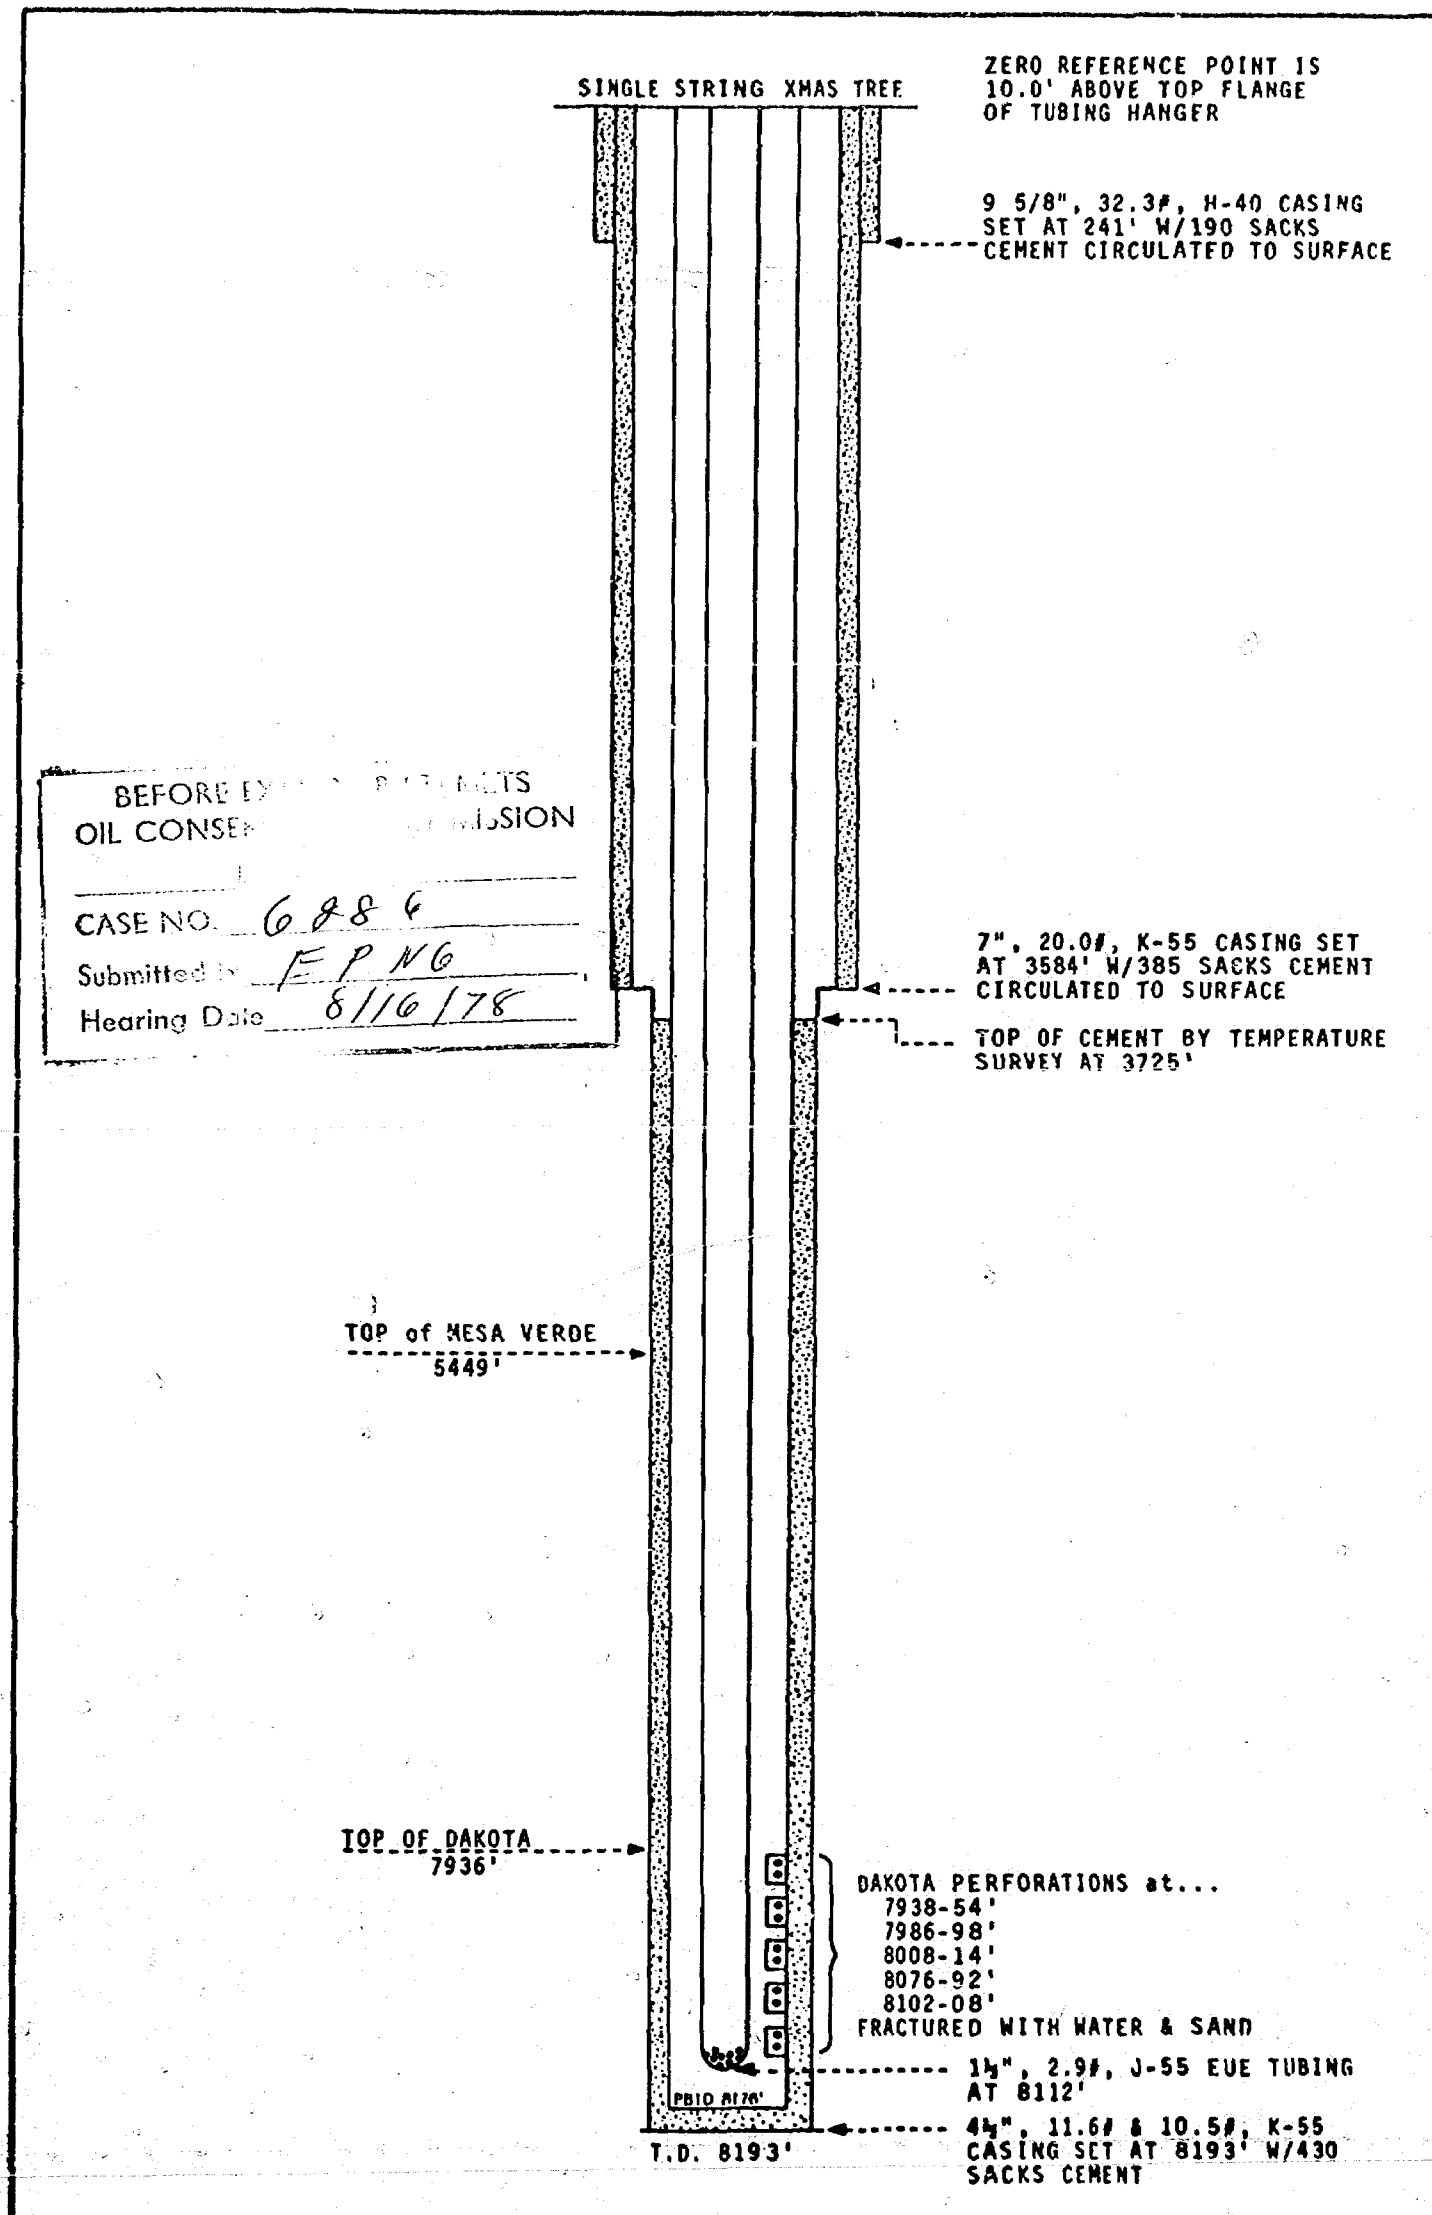 SINGLE STRING XMAS TREE
ZERO REFERENCE POINT IS
10.0' ABOVE TOP FLANGE
OF TUBING HANGER
9 5/8", 32.3#, H-40 CASING
SET AT 241' W/190 SACKS
CEMENT CIRCULATED TO SURFACE
BEFORE
OIL
CASE NO.
Submitted
EPNG
Hearing Date 8/16/78
7", 20.0#, K-55 CASING SET
AT 3584' W/385 SACKS CEMENT
CIRCULATED TO SURFACE
TOP OF CEMENT BY TEMPERATURE
SURVEY AT 3725'
TOP of MESA VERDE
5449'
TOP OF DAKOTA
7936'
DAKOTA PERFORATIONS at...
7938-54'
7986-98'
8008-14'
8076-92'
8102-08'
FRACTURED WITH WATER & SAND
1½", 2.9#, J-55 EUE TUBING
AT 8112'
PBTD
4½", 11.6# & 10.5#, K-55
CASING SET AT 8193' W/430
SACKS CEMENT
T.D. 8193'